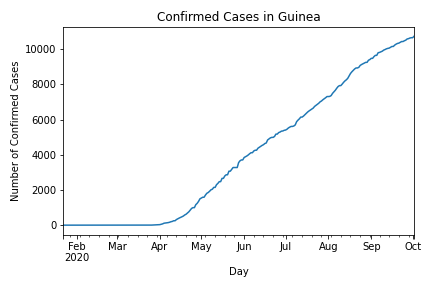 Confirmed Cases in Guinea
Number of Confirmed Cases
10000
8000
6000
4000
2000
0
Feb Mar Apr May Jun Jul Aug Sep Oct
2020
Day